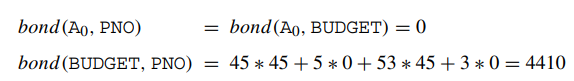 bond(A₀, PNO) = bond(A₀, BUDGET) = 0
bond(BUDGET, PNO) = 45 ∗ 45 + 5 ∗ 0 + 53 ∗ 45 + 3 ∗ 0 = 4410